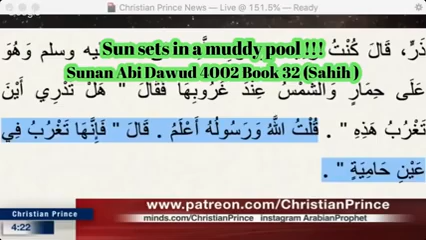 Christian Prince News — Live @ 151.5% — Ready
Sun sets in a muddy pool !!!
ذَرٍّ، قَالَ كُنْتُ يه وسلم وَهُوَ
Sunan Abi Dawud 4002 Book 32 (Sahih)
عَلَى حِمَارٍ وَالشَّمْسُ عِنْدَ غُرُوبِهَا فَقَالَ " هَلْ تَدْرِي أَيْنَ
تَغْرُبُ هَذِهِ " . قُلْتُ اللَّهُ وَرَسُولُهُ أَعْلَمُ . قَالَ " فَإِنَّهَا تَغْرُبُ فِي
عَيْنِ حَامِيَةٍ " .
www.patreon.com/ChristianPrince
Christian Prince
minds.com/ChristianPrince instagram ArabianProphet
4:22